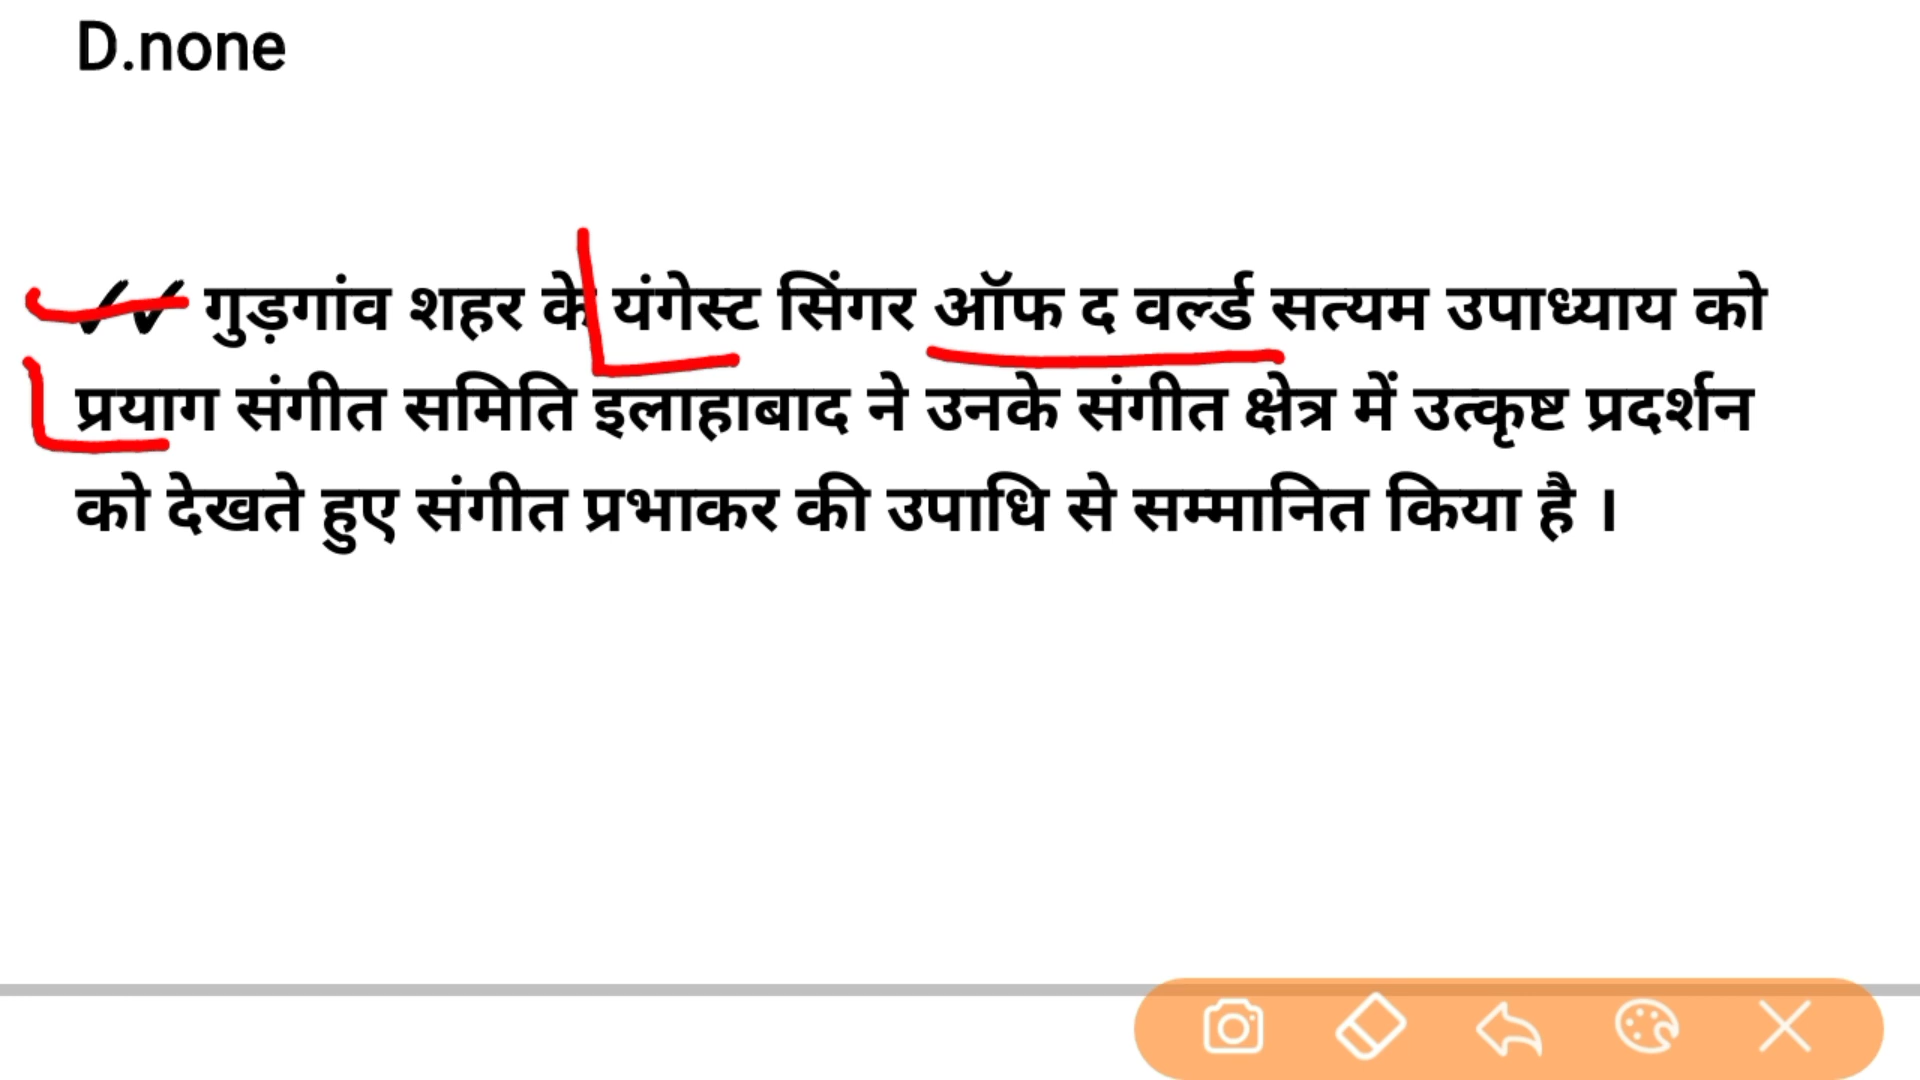 D.none
✓✓ गुड़गांव शहर के यंगेस्ट सिंगर ऑफ द वर्ल्ड सत्यम उपाध्याय को
प्रयाग संगीत समिति इलाहाबाद ने उनके संगीत क्षेत्र में उत्कृष्ट प्रदर्शन
को देखते हुए संगीत प्रभाकर की उपाधि से सम्मानित किया है ।